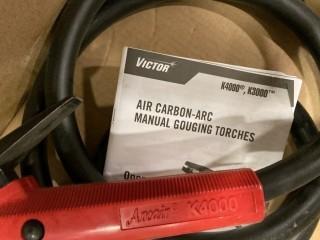 VICTOR
K4000®, K3000™
AIR CARBON-ARC
MANUAL GOUGING TORCHES
Arcair K4000